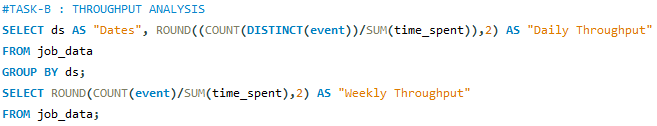 #TASK-B : THROUGHPUT ANALYSIS
SELECT ds AS "Dates", ROUND((COUNT(DISTINCT(event))/SUM(time_spent)),2) AS "Daily Throughput"
FROM job_data
GROUP BY ds;
SELECT ROUND(COUNT(event)/SUM(time_spent),2) AS "Weekly Throughput"
FROM job_data;